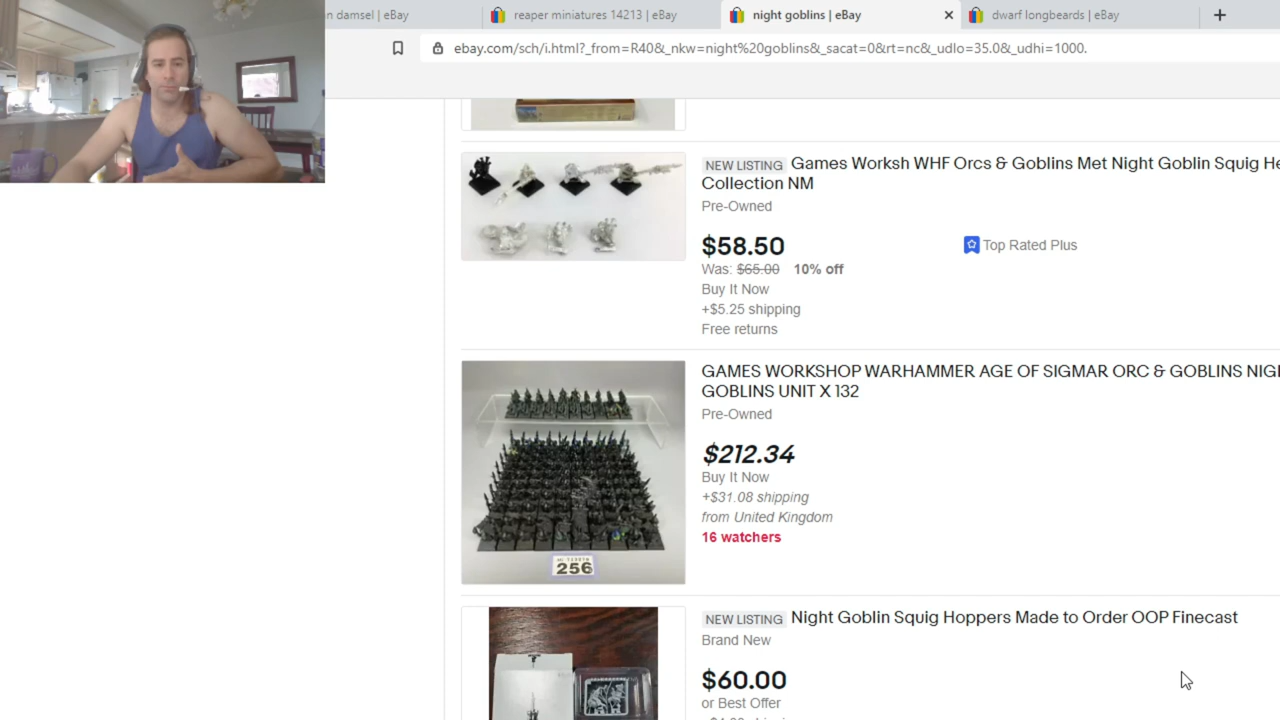 n damsel | eBay
reaper miniatures 14213 | eBay
night goblins | eBay
dwarf longbeards | eBay
ebay.com/sch/i.html?_from=R40&_nkw=night%20goblins&_sacat=0&rt=nc&_udlo=35.0&_udhi=1000.
NEW LISTING Games Worksh WHF Orcs & Goblins Met Night Goblin Squig He
Collection NM
Pre-Owned
$58.50
Top Rated Plus
Was: $65.00 10% off
Buy It Now
+$5.25 shipping
Free returns
GAMES WORKSHOP WARHAMMER AGE OF SIGMAR ORC & GOBLINS NIG
GOBLINS UNIT X 132
Pre-Owned
$212.34
Buy It Now
+$31.08 shipping
from United Kingdom
16 watchers
256
NEW LISTING Night Goblin Squig Hoppers Made to Order OOP Finecast
Brand New
$60.00
or Best Offer